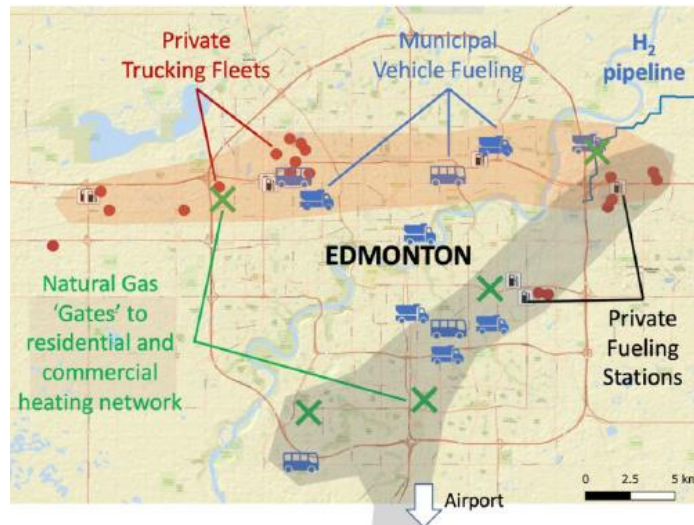 Private
Trucking Fleets
Municipal
Vehicle Fueling
H₂
pipeline
EDMONTON
Natural Gas
'Gates' to
residential and
commercial
heating network
Private
Fueling
Stations
Airport
0 2.5 5 km